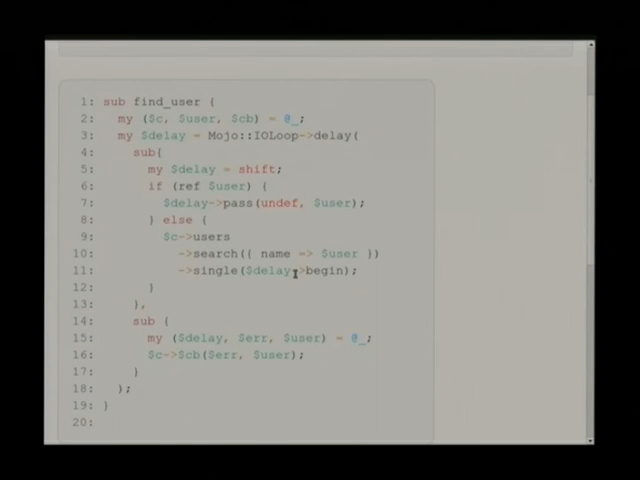 1: sub find_user {
2: my ($c, $user, $cb) = @_;
3: my $delay = Mojo::IOLoop->delay(
4: sub{
5: my $delay = shift;
6: if (ref $user) {
7: $delay->pass(undef, $user);
8: } else {
9: $c->users
10: ->search({ name => $user })
11: ->single($delay->begin);
12: }
13: },
14: sub {
15: my ($delay, $err, $user) = @_;
16: $c->$cb($err, $user);
17: }
18: );
19: }
20: